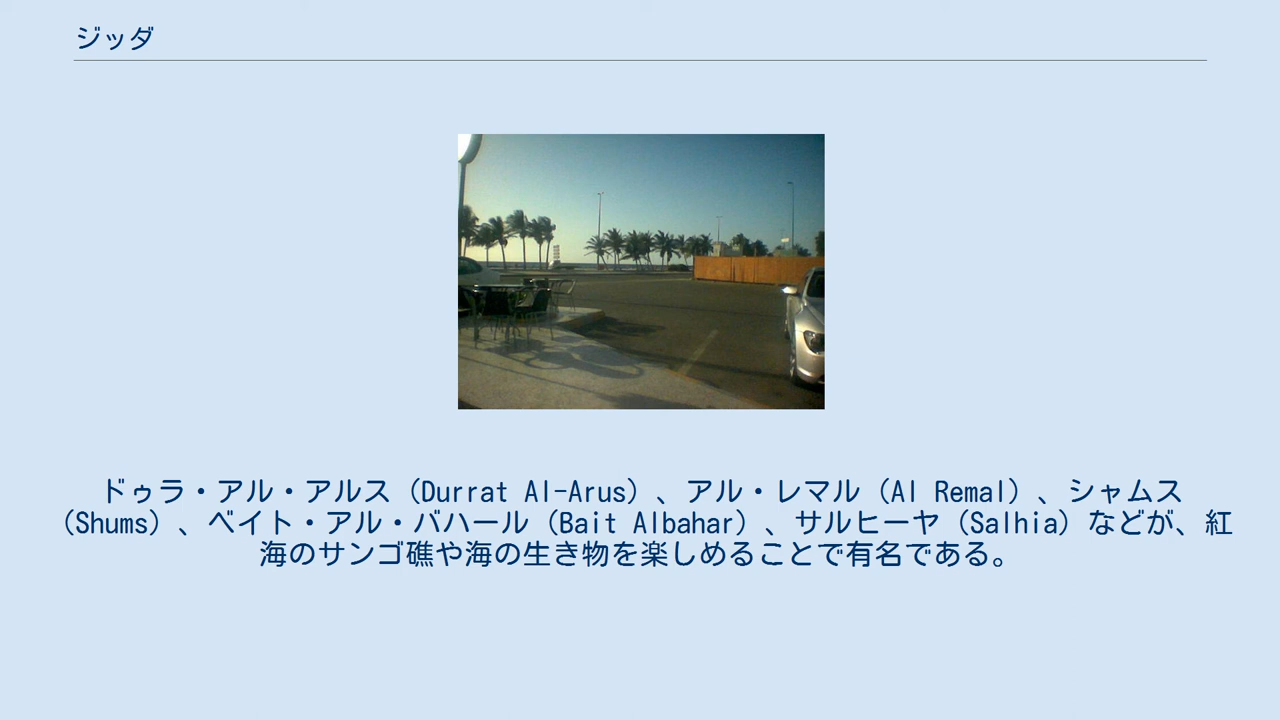 ジッダ
ドゥラ・アル・アルス（Durrat Al-Arus）、アル・レマル（Al Remal）、シャムス
（Shums）、ベイト・アル・バハール（Bait Albahar）、サルヒーヤ（Salhia）などが、紅
海のサンゴ礁や海の生き物を楽しめることで有名である。